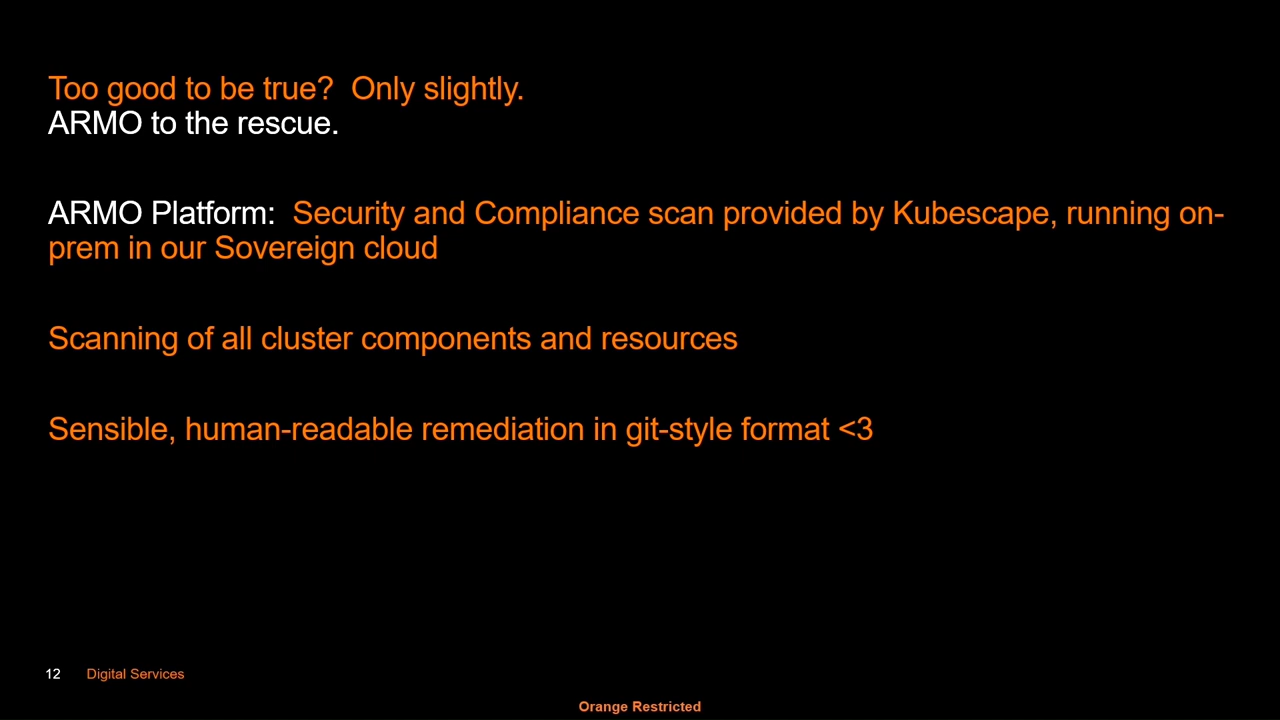 Too good to be true?  Only slightly.
ARMO to the rescue.
ARMO Platform:  Security and Compliance scan provided by Kubescape, running on-
prem in our Sovereign cloud
Scanning of all cluster components and resources
Sensible, human-readable remediation in git-style format <3
12 Digital Services
Orange Restricted